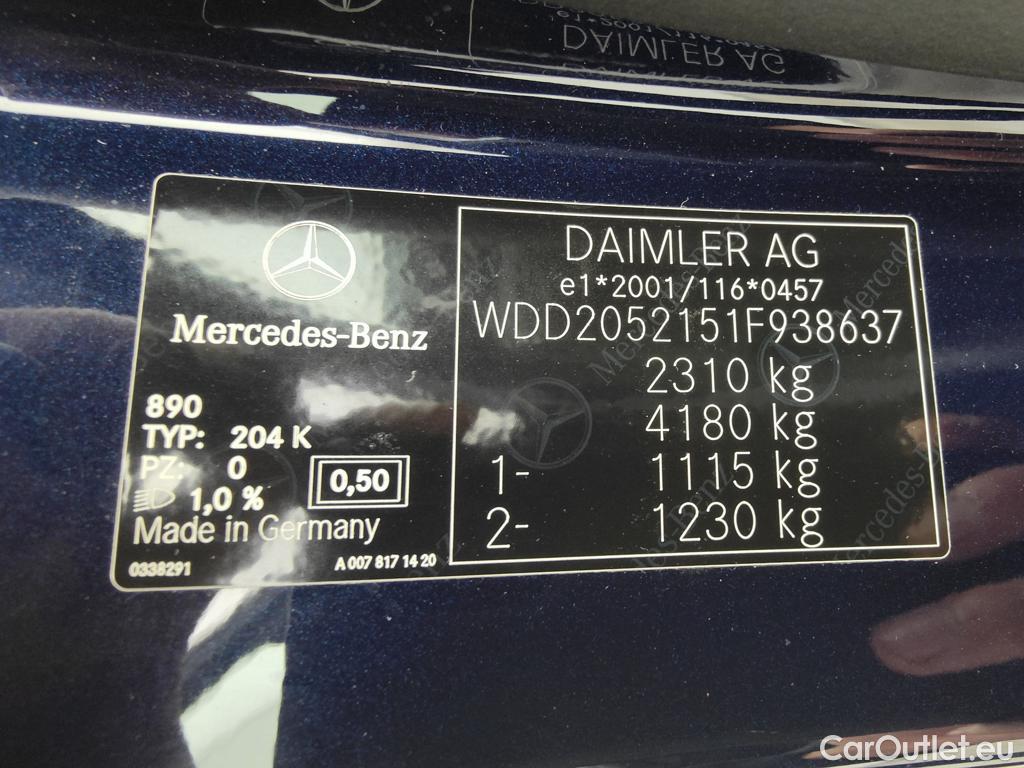 DAIMLER AG
Mercedes-Benz
890
TYP: 204 K
PZ: 0
1,0 %
0,50
Made in Germany
0338291
A 007 817 14 20
DAIMLER AG
e1*2001/116*0457
WDD2052151F938637
2310 kg
4180 kg
1- 1115 kg
2- 1230 kg
CarOutlet.eu